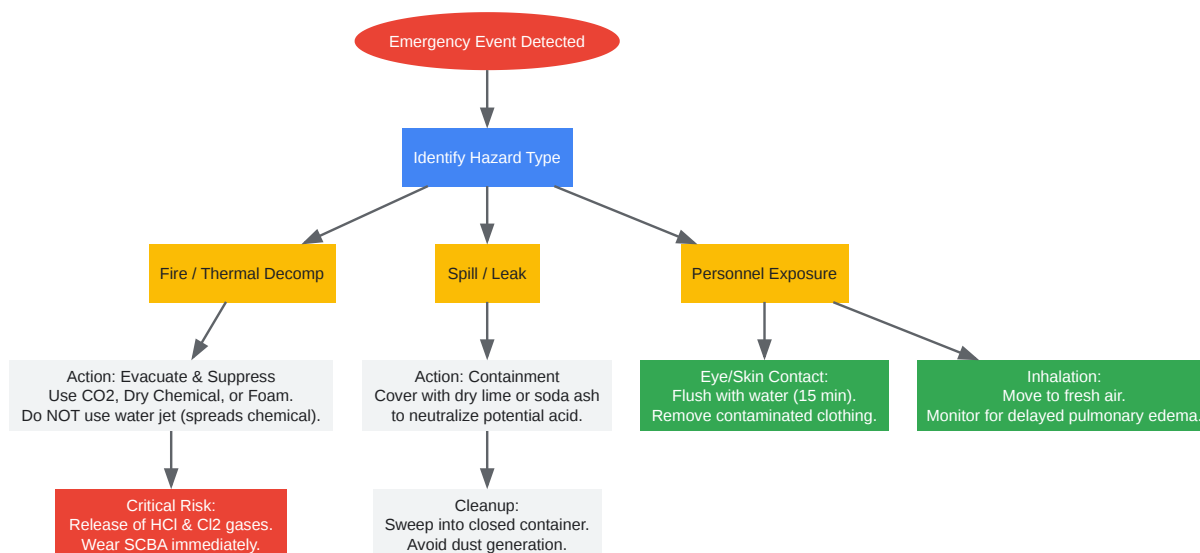 Emergency Event Detected
Identify Hazard Type
Fire / Thermal Decomp
Spill / Leak
Personnel Exposure
Action: Evacuate & Suppress
Use CO2, Dry Chemical, or Foam.
Do NOT use water jet (spreads chemical).
Action: Containment
Cover with dry lime or soda ash
to neutralize potential acid.
Eye/Skin Contact:
Flush with water (15 min).
Remove contaminated clothing.
Inhalation:
Move to fresh air.
Monitor for delayed pulmonary edema.
Critical Risk:
Release of HCl & Cl2 gases.
Wear SCBA immediately.
Cleanup:
Sweep into closed container.
Avoid dust generation.